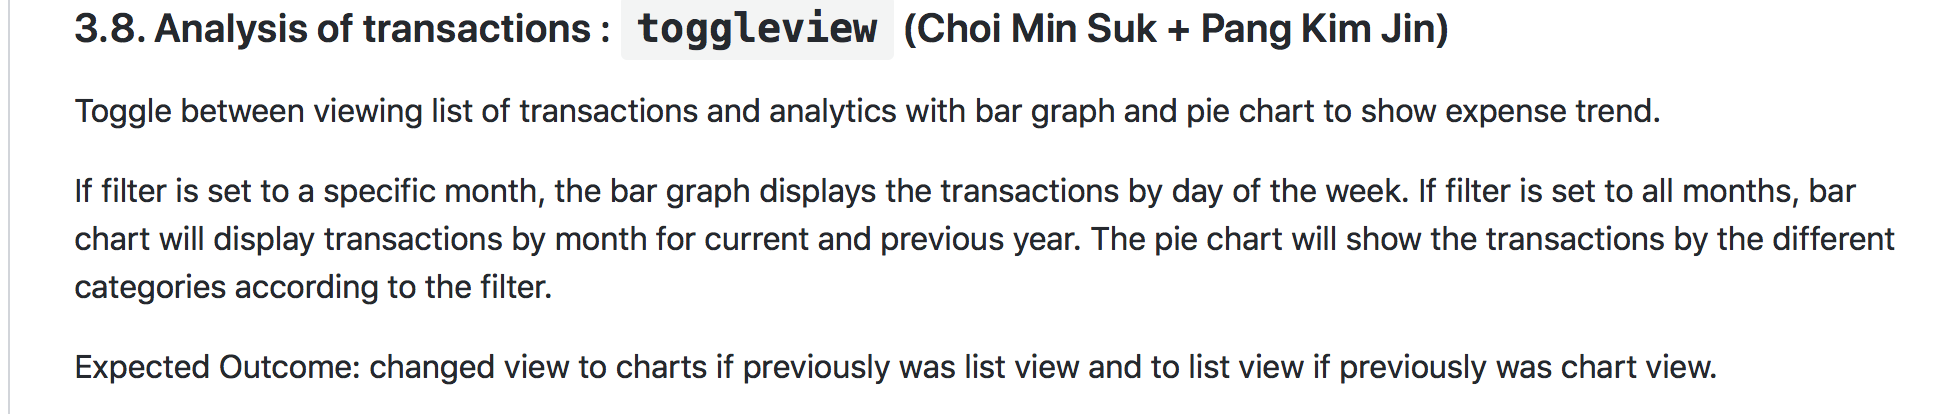 3.8. Analysis of transactions : toggleview (Choi Min Suk + Pang Kim Jin)
Toggle between viewing list of transactions and analytics with bar graph and pie chart to show expense trend.
If filter is set to a specific month, the bar graph displays the transactions by day of the week. If filter is set to all months, bar
chart will display transactions by month for current and previous year. The pie chart will show the transactions by the different
categories according to the filter.
Expected Outcome: changed view to charts if previously was list view and to list view if previously was chart view.